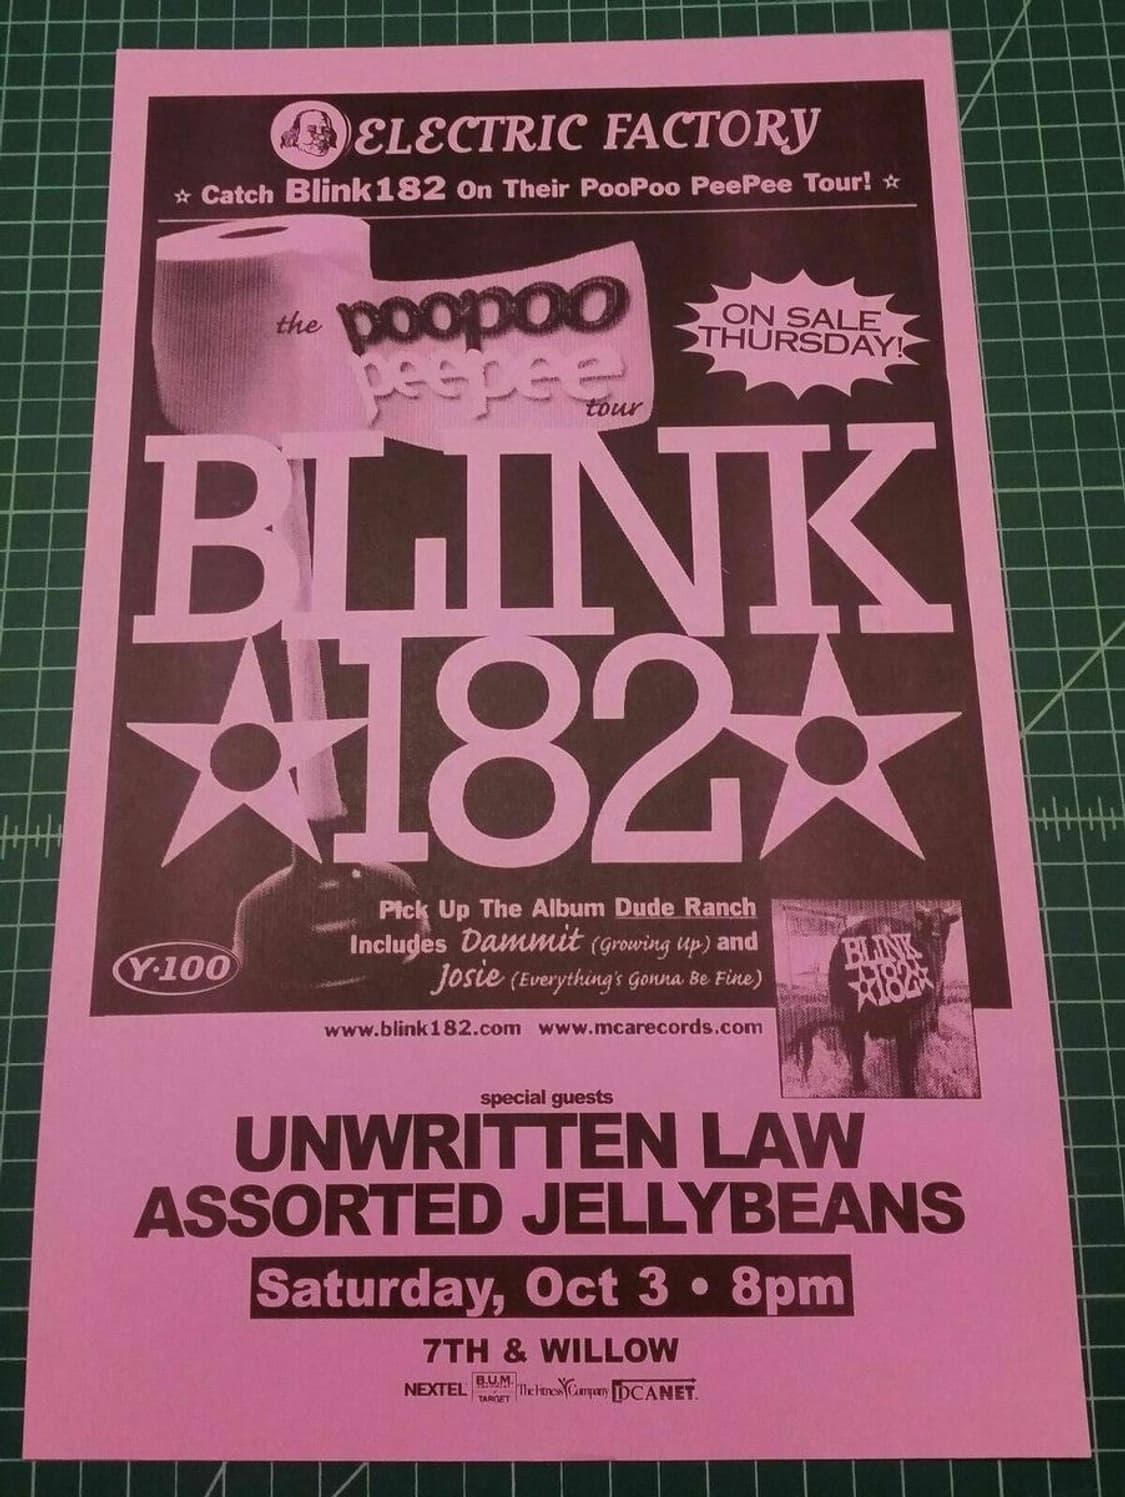 ELECTRIC FACTORY
☆ Catch Blink182 On Their PooPoo PeePee Tour! ☆
the poopoo
peepee
tour
ON SALE
THURSDAY!
BLINK
182
Pick Up The Album Dude Ranch
Includes Dammit (Growing Up) and
Josie (Everything's Gonna Be Fine)
Y·100
BLINK
182
www.blink182.com www.mcarecords.com
special guests
UNWRITTEN LAW
ASSORTED JELLYBEANS
Saturday, Oct 3 • 8pm
7TH & WILLOW
NEXTEL B.U.M. TARGET The Fitness Company DCANET.